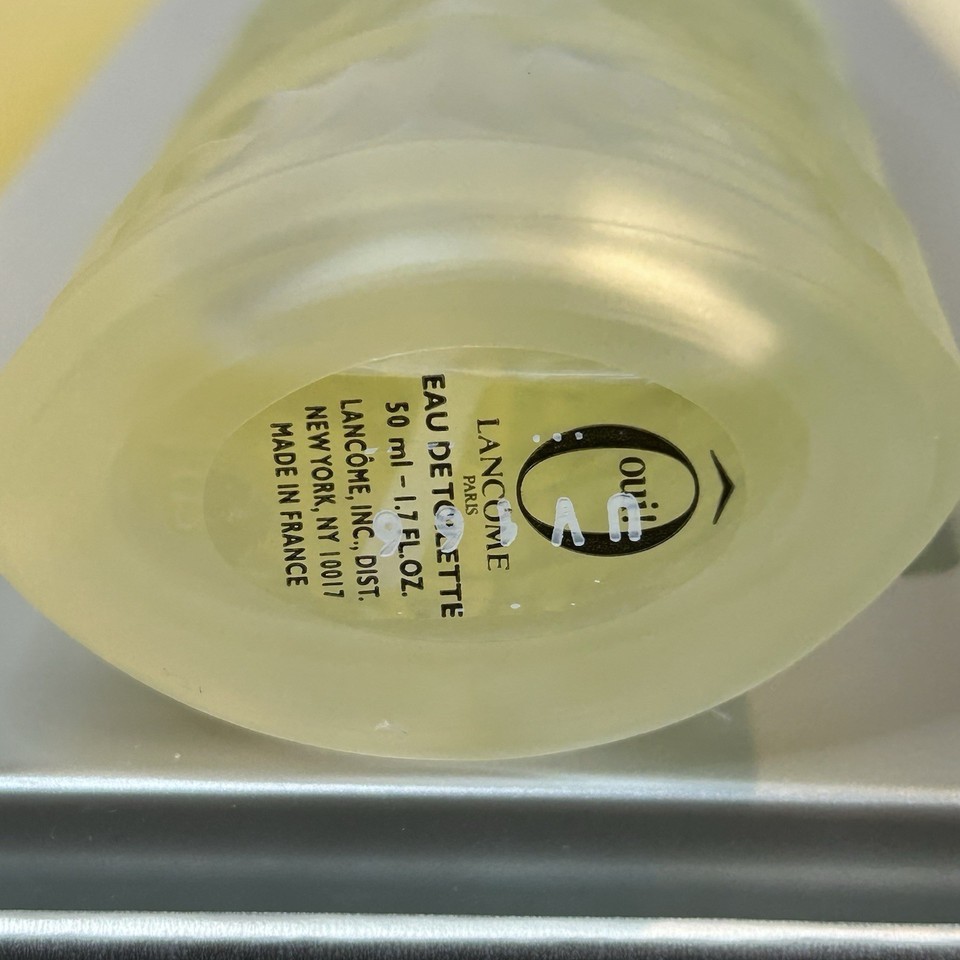 Ô
oui!
LANCÔME
PARIS
EAU DE TOILETTE
50 ml - 1.7 FL.OZ.
LANCÔME, INC., DIST.
NEW YORK, NY 10017
MADE IN FRANCE